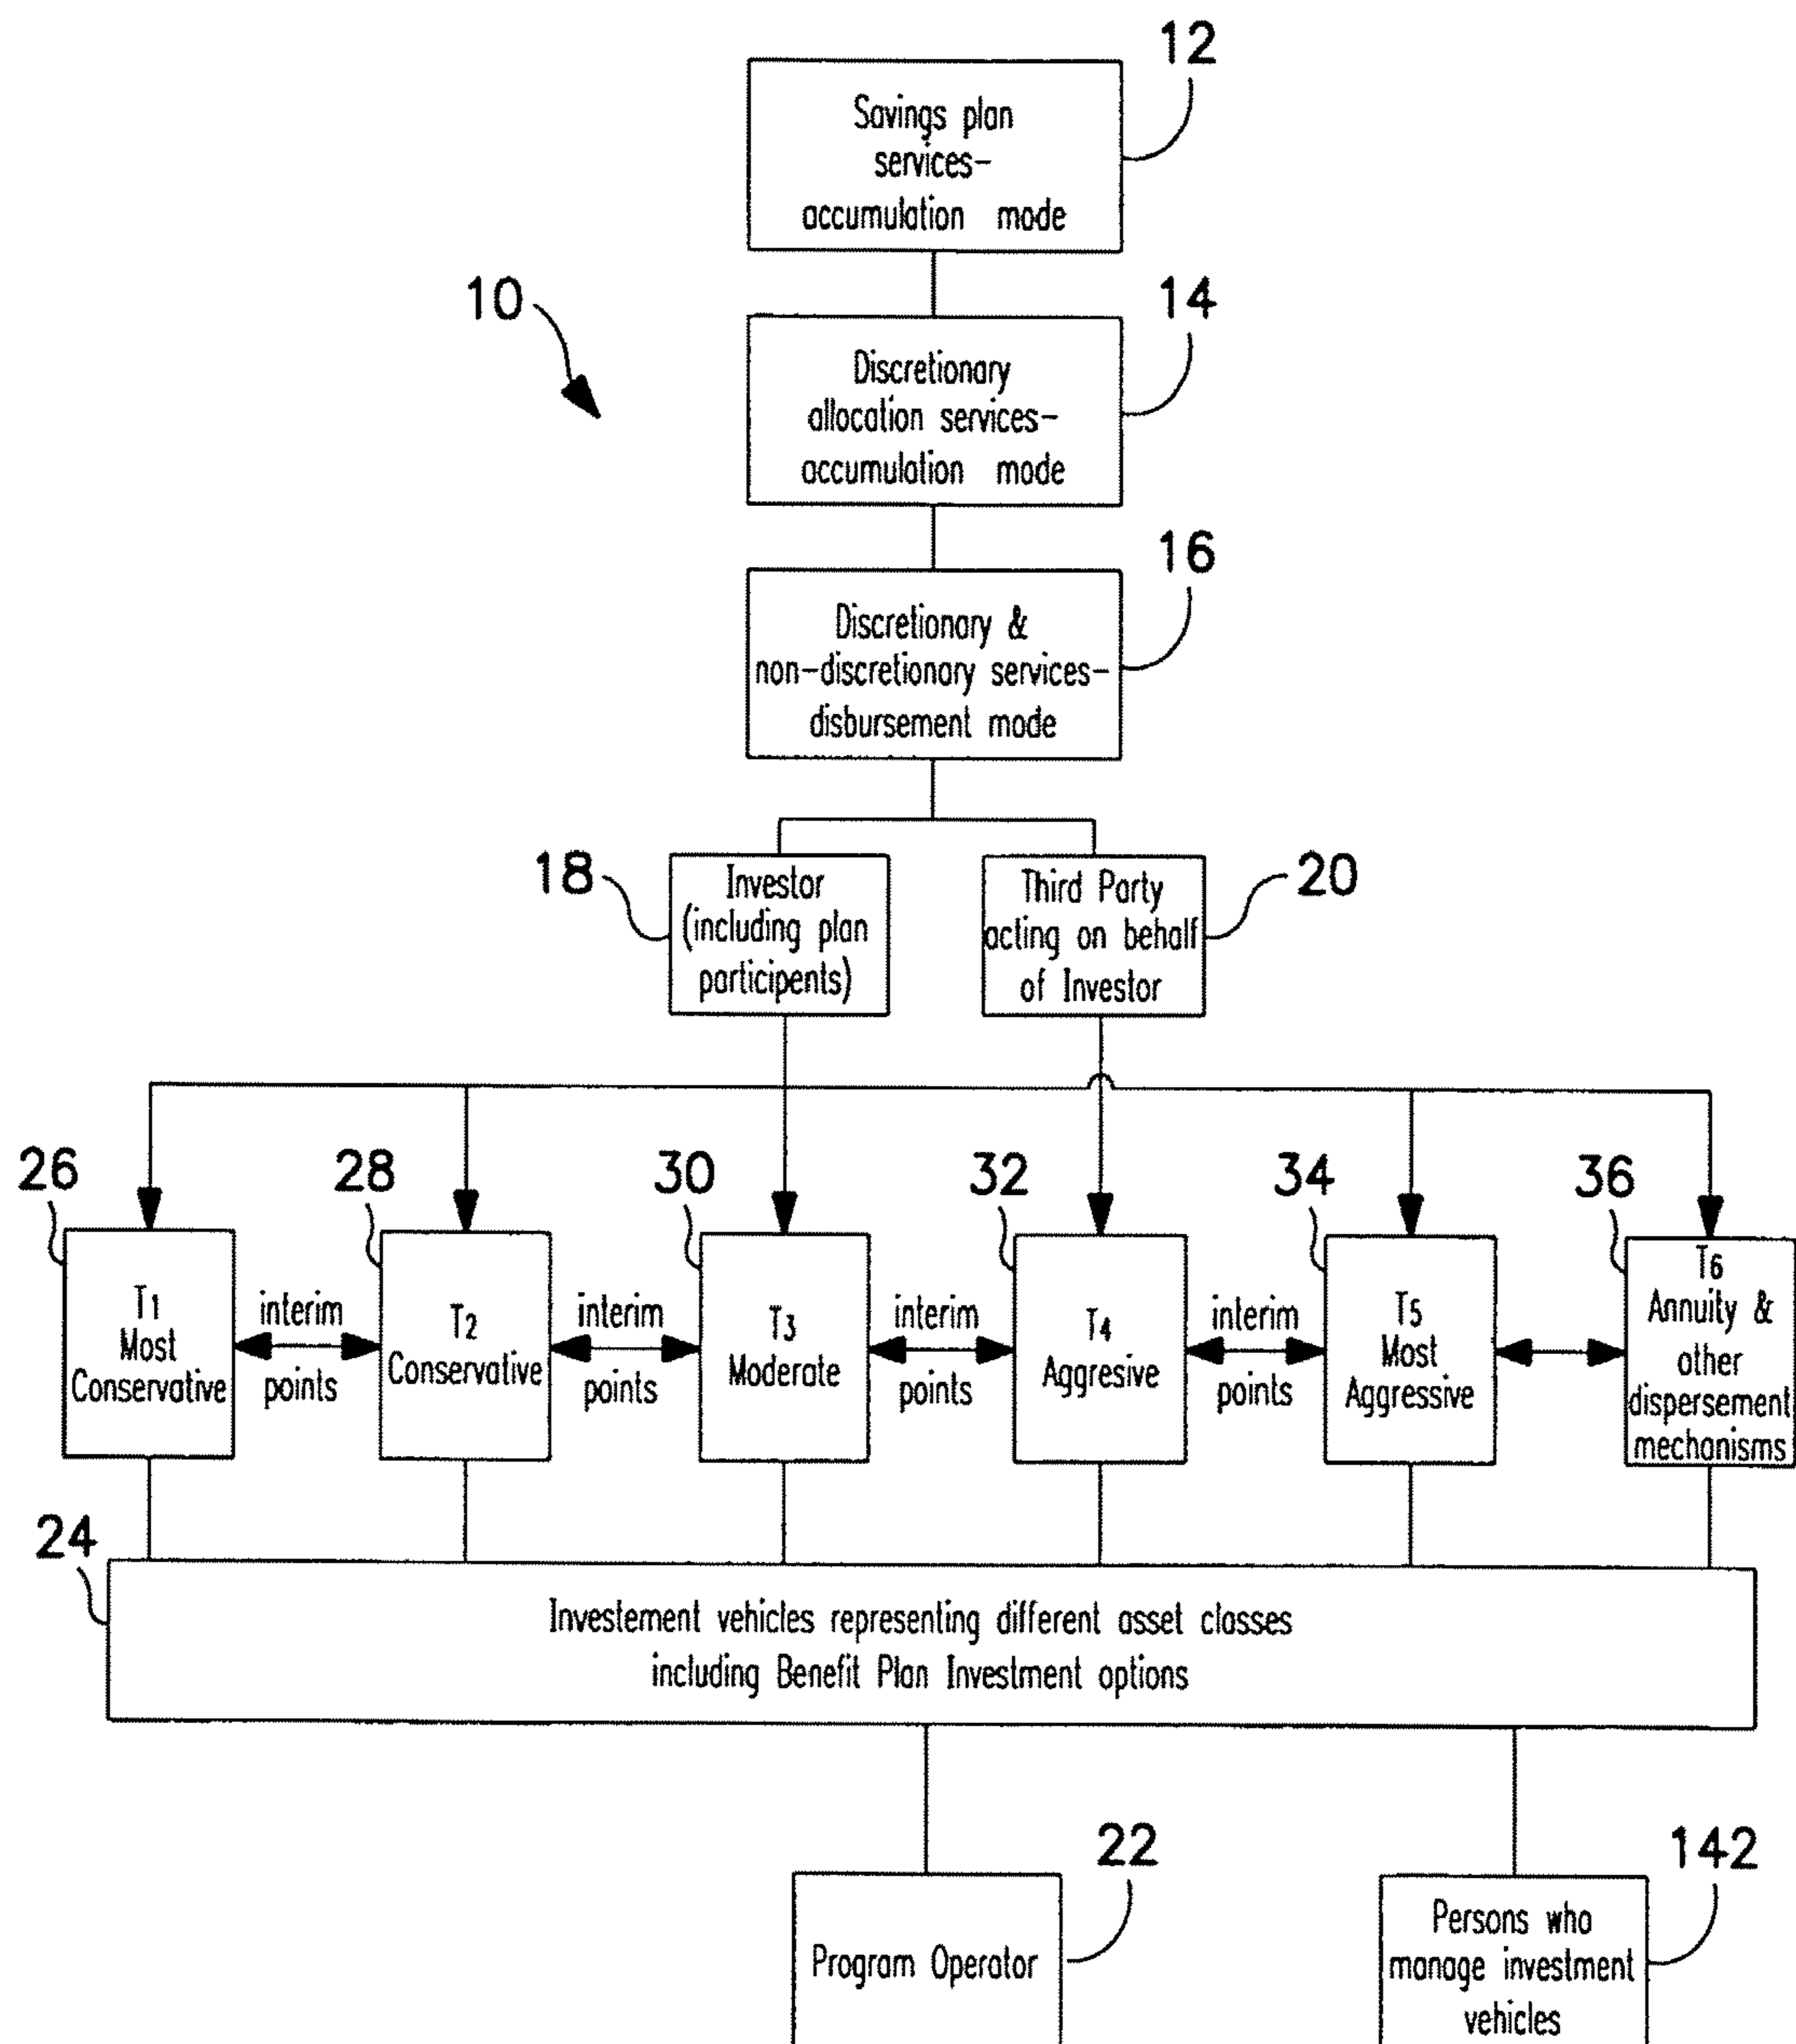 12
Savings plan
services-
accumulation mode
10
14
Discretionary
allocation services-
accumulation mode
16
Discretionary &
non-discretionary services-
disbursement mode
18
Investor
(including plan
participents)
Third Party
acting on behalf
of Investor
20
26
28
30
32
34
36
T1
Most
Conservative
interim
points
T2
Conservative
interim
points
T3
Moderate
interim
points
T4
Aggresive
interim
points
T5
Most
Aggressive
T6
Annuity &
other
dispersement
mechanisms
24
Investement vehicles representing different asset classes
including Benefit Plan Investment options
22
Program Operator
142
Persons who
manage investment
vehicles